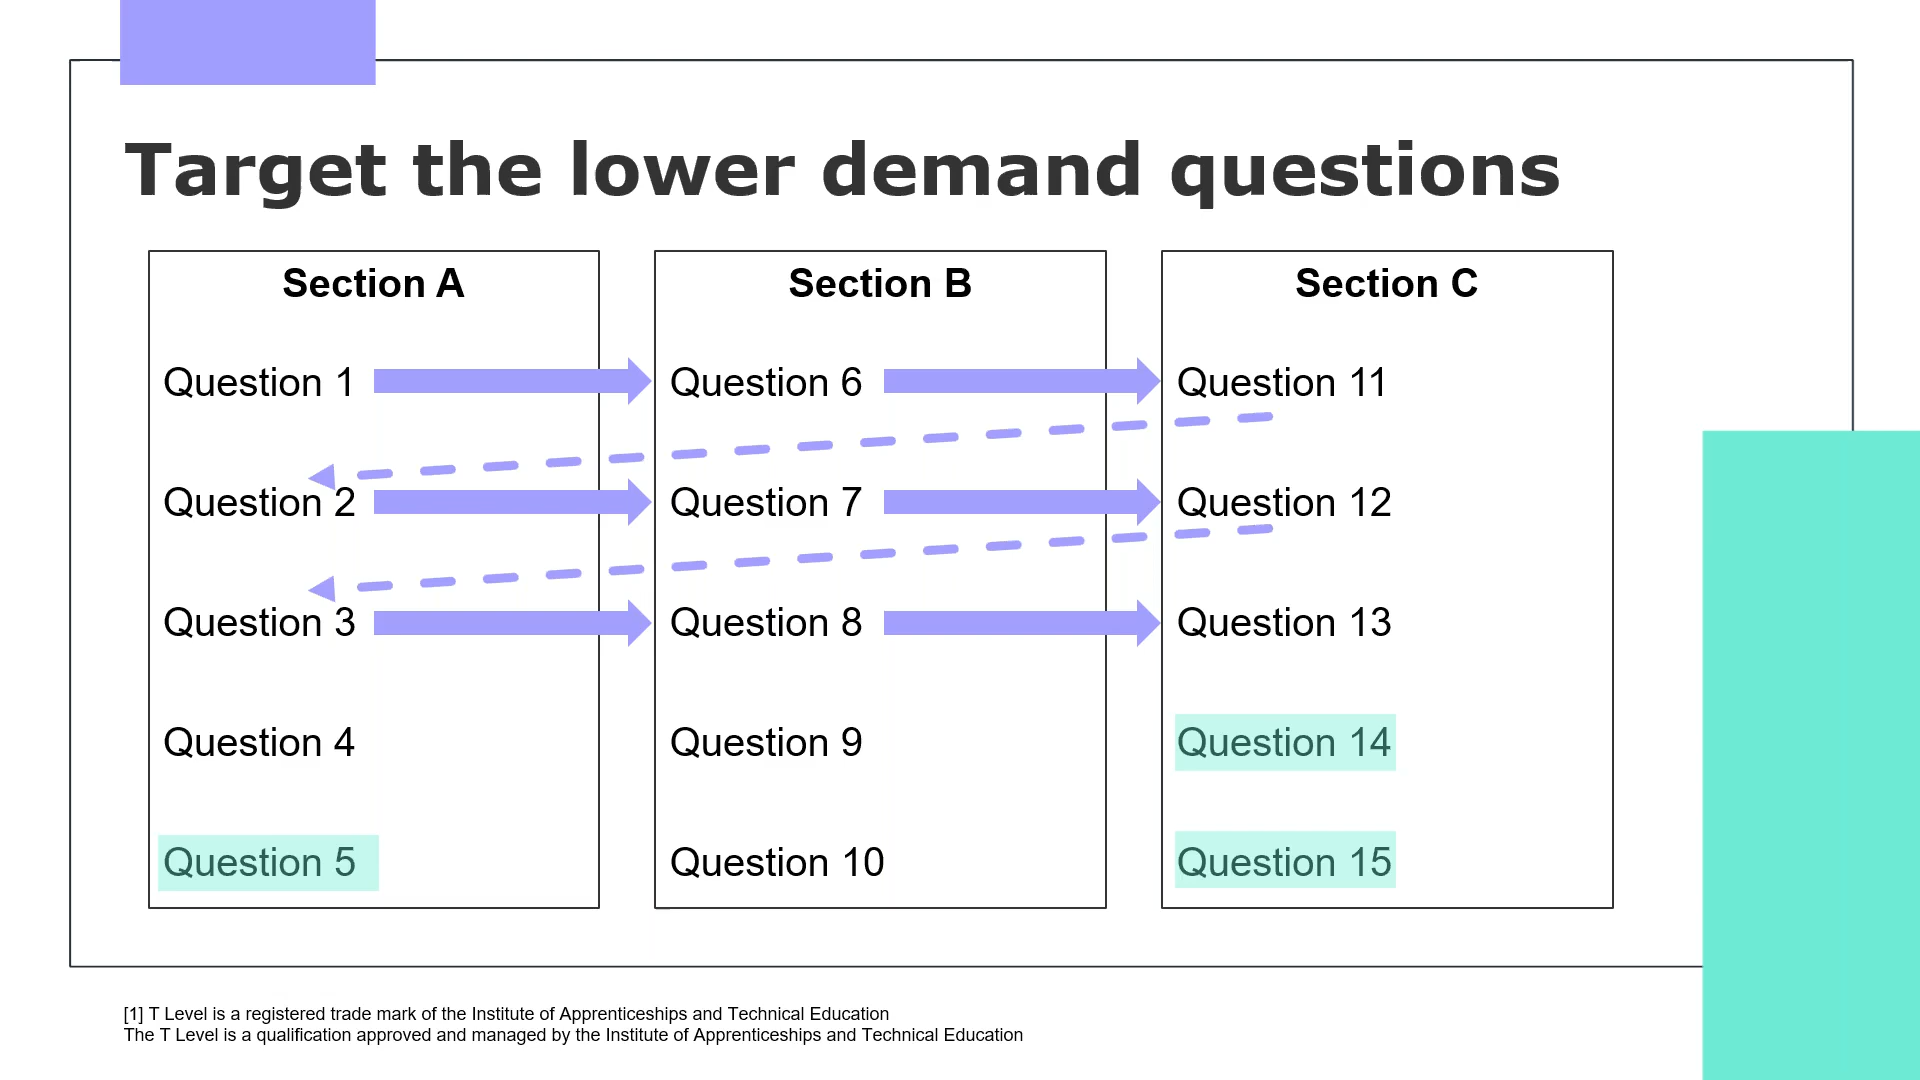 Target the lower demand questions
Section A
Question 1
Question 2
Question 3
Question 4
Question 5
Section B
Question 6
Question 7
Question 8
Question 9
Question 10
Section C
Question 11
Question 12
Question 13
Question 14
Question 15
[1] T Level is a registered trade mark of the Institute of Apprenticeships and Technical Education
The T Level is a qualification approved and managed by the Institute of Apprenticeships and Technical Education